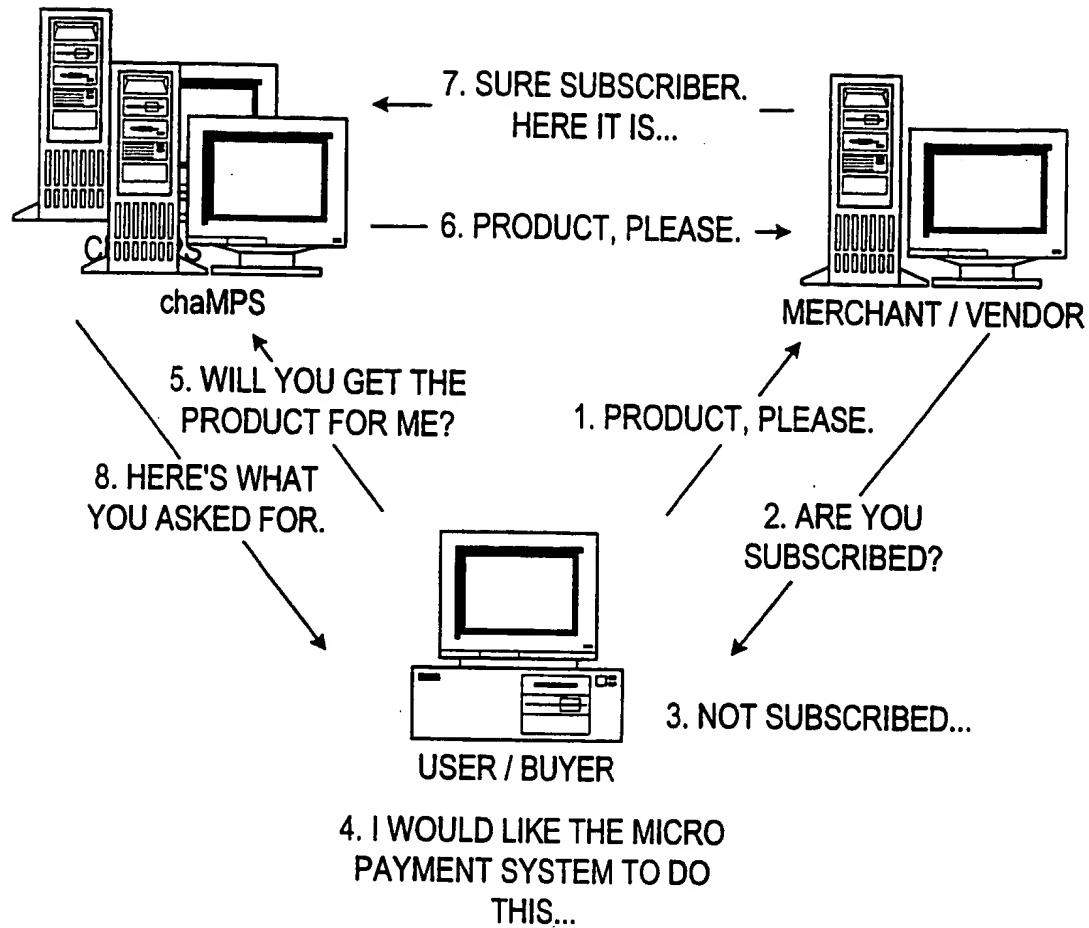 7. SURE SUBSCRIBER.
HERE IT IS...
6. PRODUCT, PLEASE.
chaMPS
MERCHANT / VENDOR
5. WILL YOU GET THE
PRODUCT FOR ME?
1. PRODUCT, PLEASE.
8. HERE'S WHAT
YOU ASKED FOR.
2. ARE YOU
SUBSCRIBED?
3. NOT SUBSCRIBED...
USER / BUYER
4. I WOULD LIKE THE MICRO
PAYMENT SYSTEM TO DO
THIS...